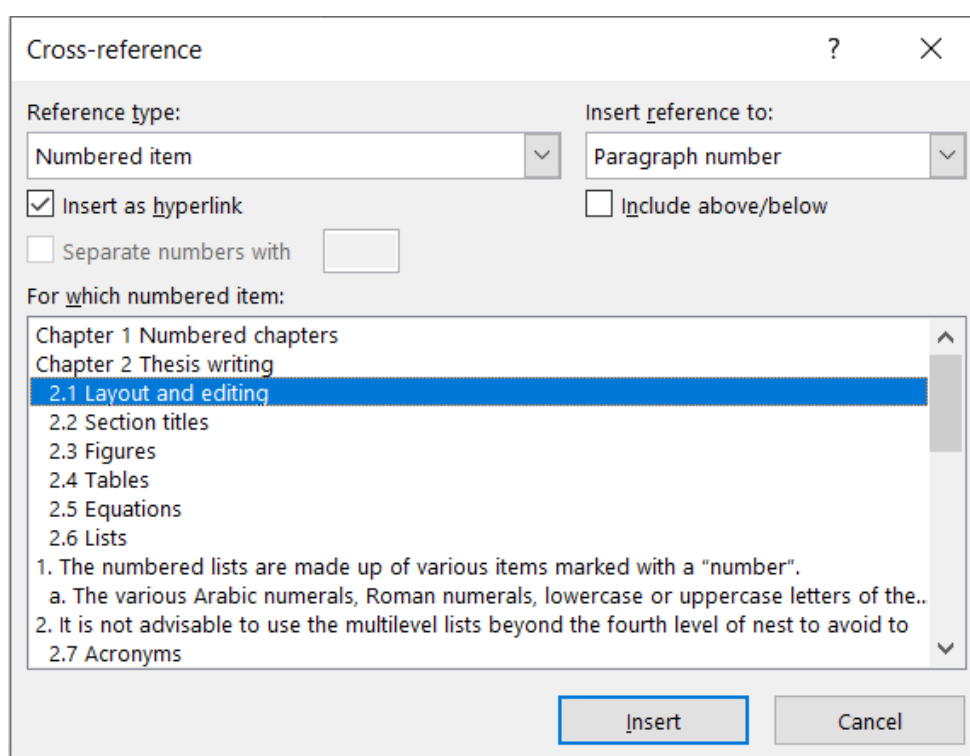 Cross-reference ?
Reference type: Insert reference to:
Numbered item Paragraph number
Insert as hyperlink Include above/below
Separate numbers with
For which numbered item:
Chapter 1 Numbered chapters
Chapter 2 Thesis writing
2.1 Layout and editing
2.2 Section titles
2.3 Figures
2.4 Tables
2.5 Equations
2.6 Lists
1. The numbered lists are made up of various items marked with a “number”.
a. The various Arabic numerals, Roman numerals, lowercase or uppercase letters of the...
2. It is not advisable to use the multilevel lists beyond the fourth level of nest to avoid to
2.7 Acronyms
Insert Cancel